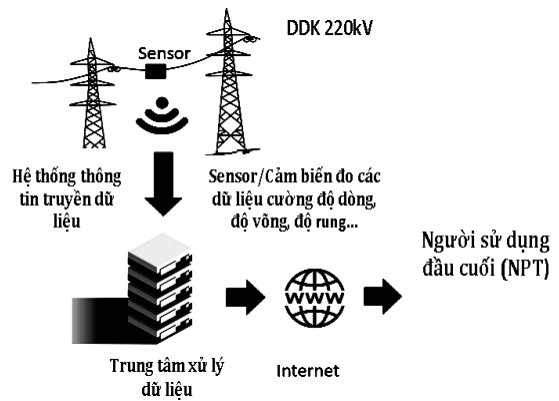 DDK 220kV
Sensor
Hệ thống thông
tin truyền dữ
liệu
Sensor/Cảm biến đo các
dữ liệu cường độ dòng,
độ võng, độ rung...
Người sử dụng
đầu cuối (NPT)
WWW
Trung tâm xử lý
dữ liệu
Internet